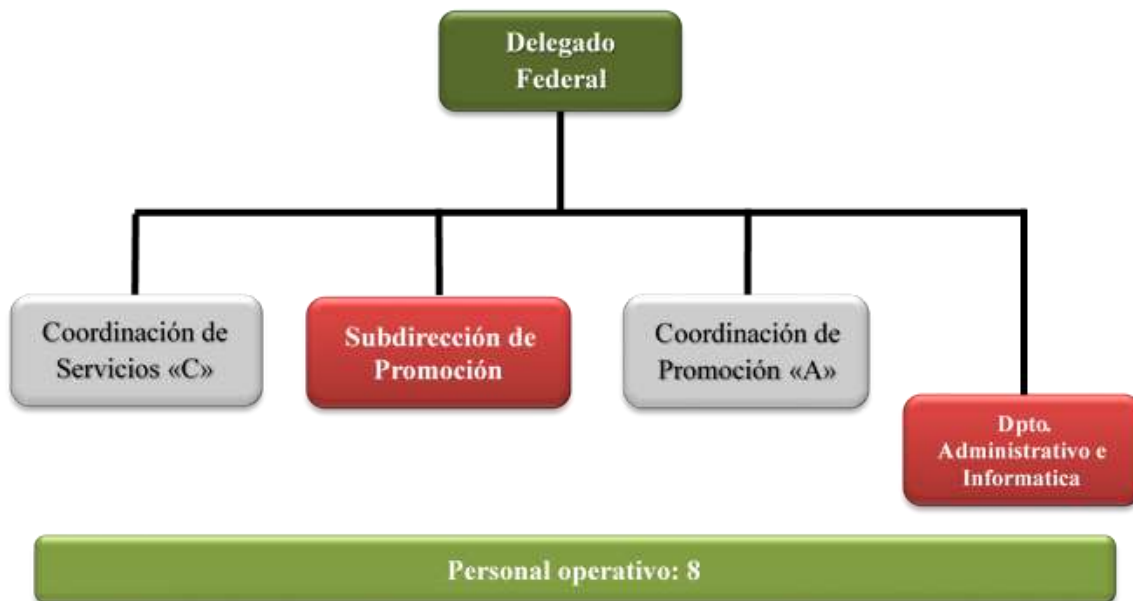 Delegado
Federal
Coordinación de
Servicios «C»
Subdirección de
Promoción
Coordinación de
Promoción «A»
Dpto.
Administrativo e
Informatica
Personal operativo: 8